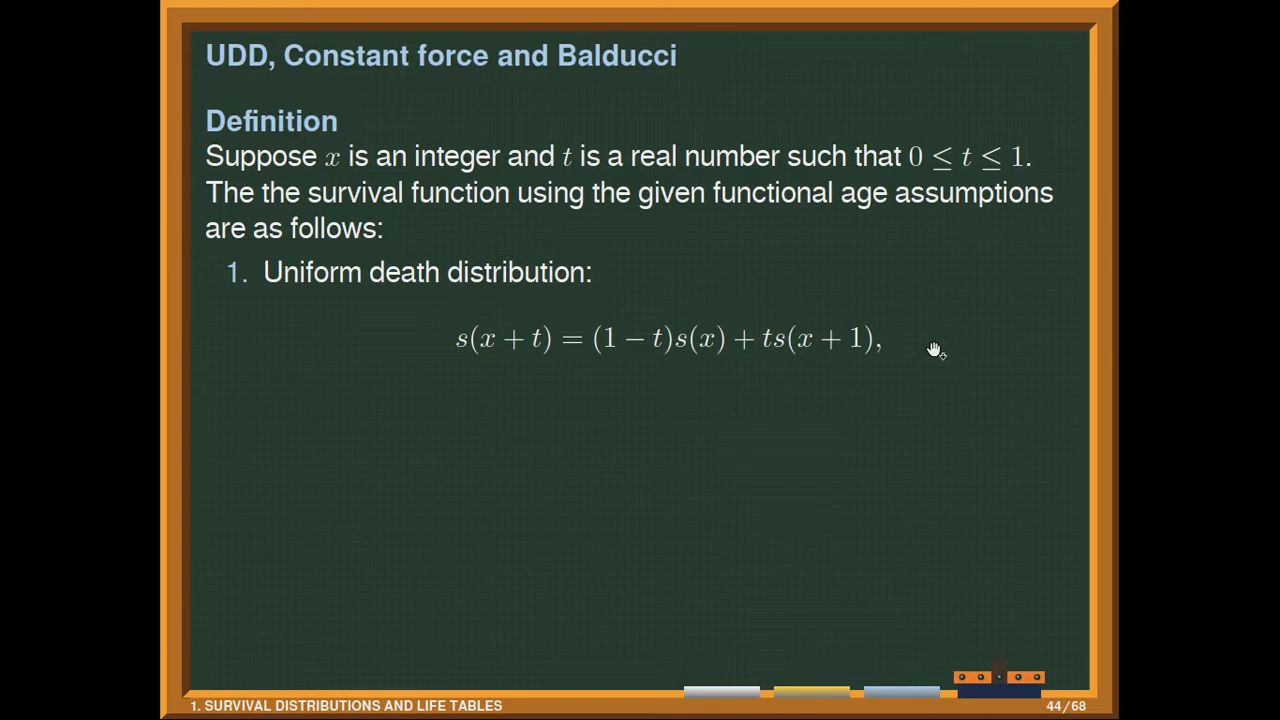 UDD, Constant force and Balducci
Definition
Suppose x is an integer and t is a real number such that 0 ≤ t ≤ 1.
The the survival function using the given functional age assumptions
are as follows:
1. Uniform death distribution:
s(x + t) = (1 − t)s(x) + ts(x + 1),
1. SURVIVAL DISTRIBUTIONS AND LIFE TABLES 44/68